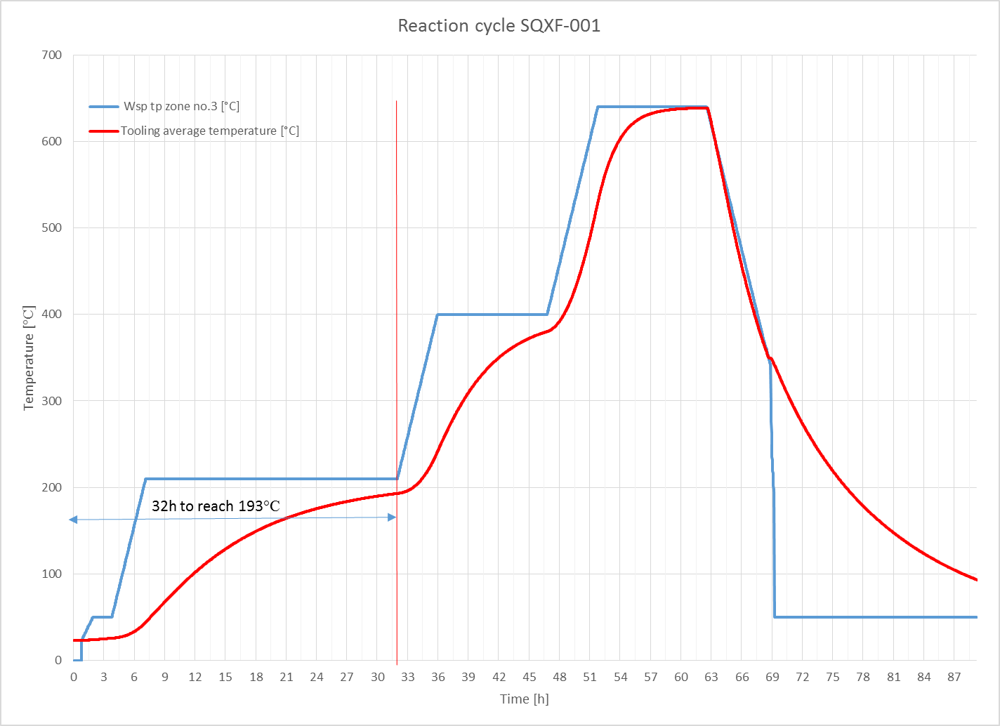 Reaction cycle SQXF-001
700
Wsp tp zone no.3 [°C]
Tooling average temperature [°C]
600
500
400
Temperature [°C]
300
200
32h to reach 193°C
100
0
0 3 6 9 12 15 18 21 24 27 30 33 36 39 42 45 48 51 54 57 60 63 66 69 72 75 78 81 84 87
Time [h]